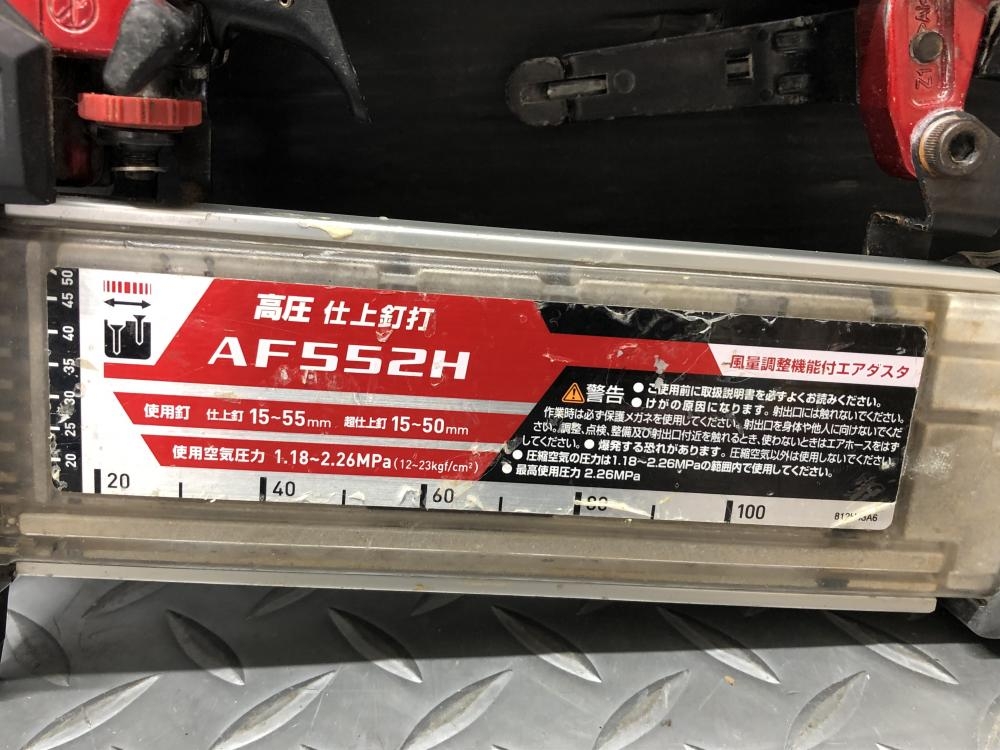 高圧 仕上釘打
AF552H
風量調整機能付エアダスタ
使用釘 仕上釘 15~55mm 超仕上釘 15~50mm
使用空気圧力 1.18~2.26MPa(12~23kgf/cm²)
警告 ● ご使用前に取扱説明書を必ずよくお読みください。
● けがの原因になります。射出口には触れないでください。
作業時は必ず保護メガネを使用してください。射出口を身体や他人に向けないでくだ
さい。調整、点検、整備及び射出口付近を触れるとき、使わないときはエアホースをはず
してください。● 爆発する恐れがあります。圧縮空気以外は使用しないでください。
● 圧縮空気の圧力は1.18~2.26MPaの範囲内で使用してください。
● 最高使用圧力 2.26MPa
50
45
40
35
30
25
20
20 40 60 80 100